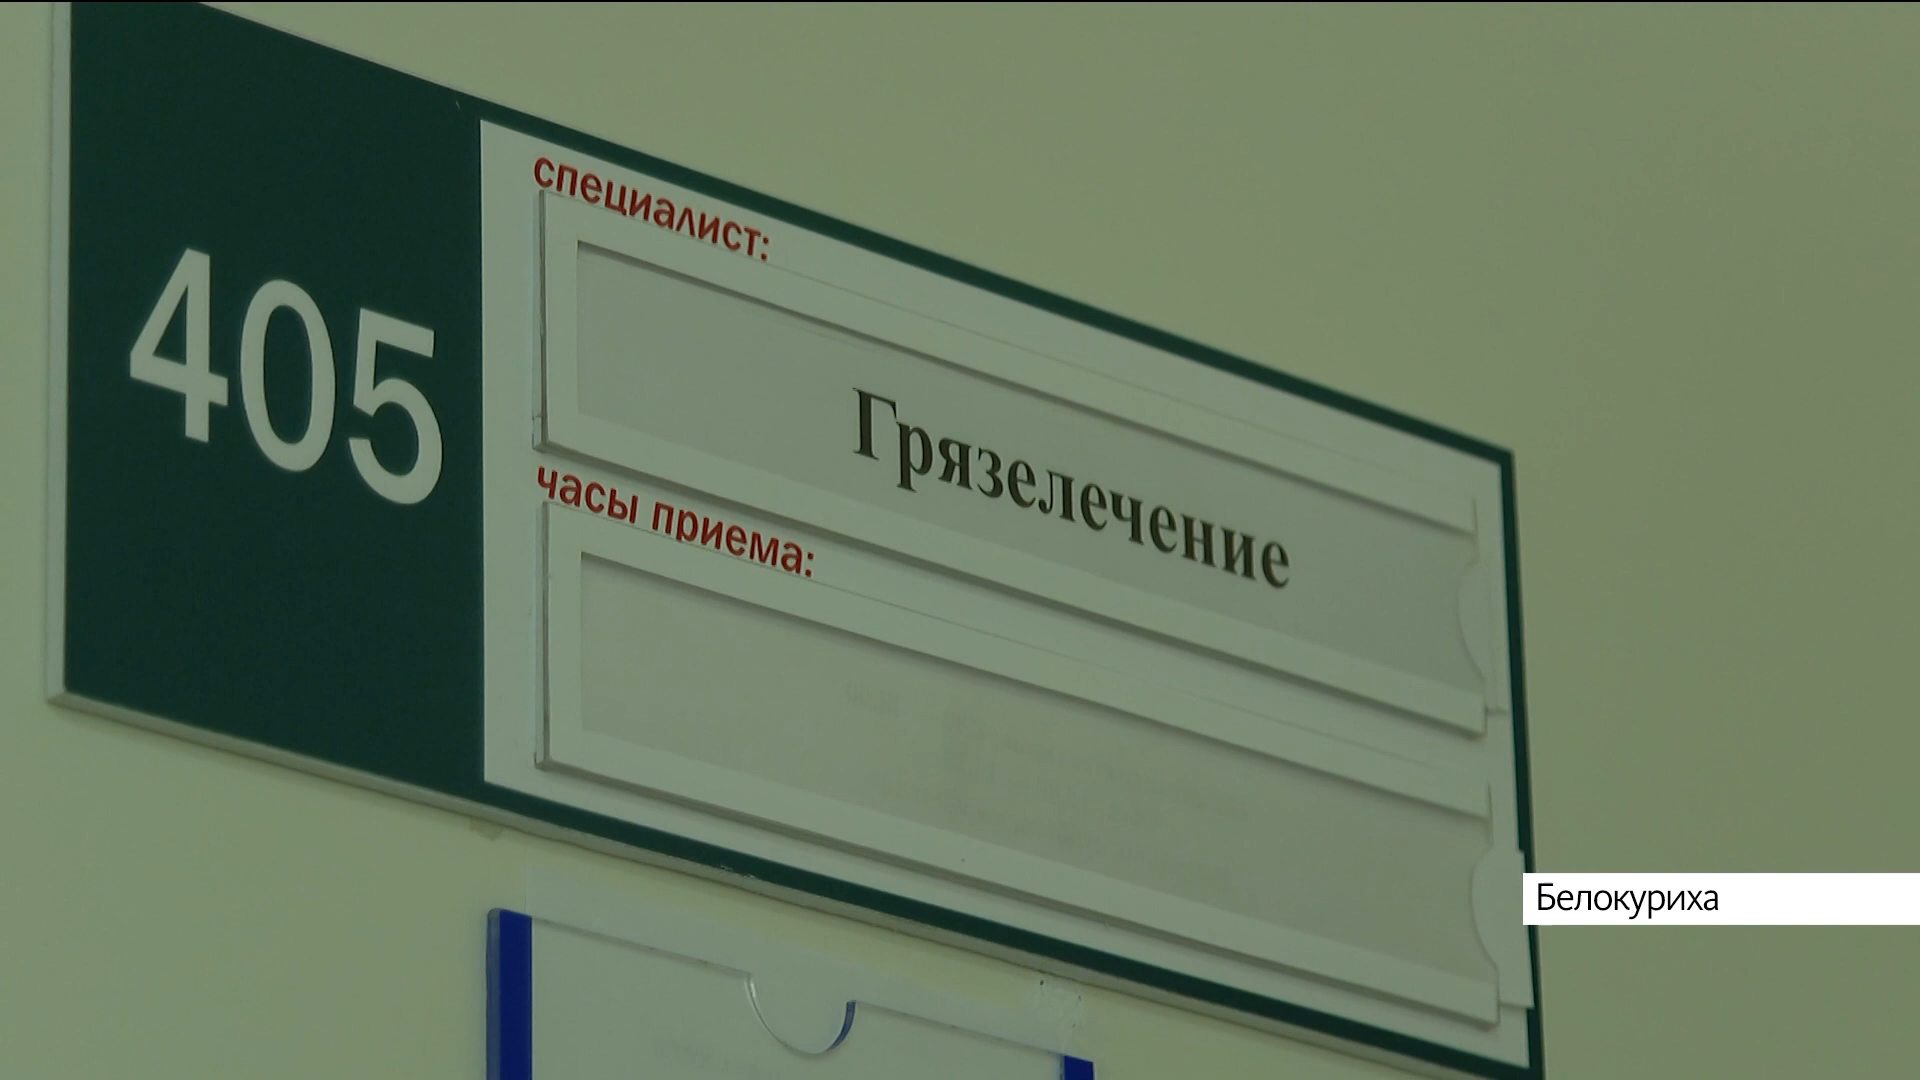 405
специалист:
Грязелечение
часы приема:
Белокуриха